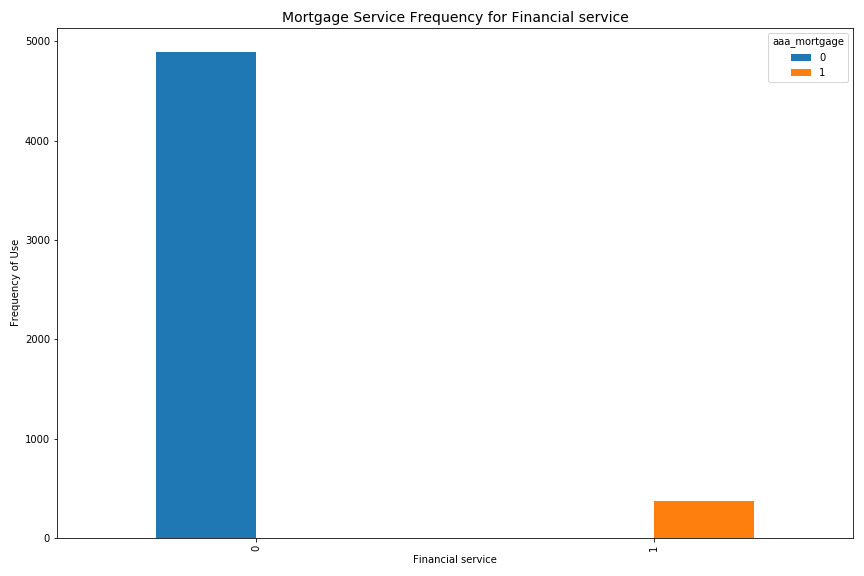 Mortgage Service Frequency for Financial service
aaa_mortgage
0
1
5000
4000
3000
2000
1000
0
Frequency of Use
0
1
Financial service